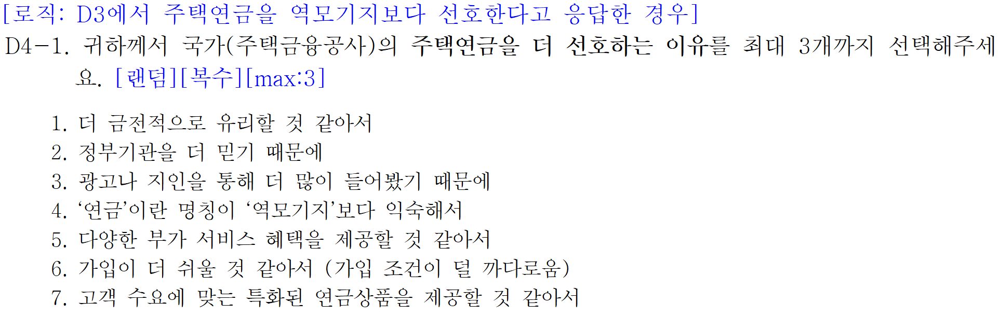 [로직: D3에서 주택연금을 역모기지보다 선호한다고 응답한 경우]
D4-1. 귀하께서 국가(주택금융공사)의 주택연금을 더 선호하는 이유를 최대 3개까지 선택해주세
요. [랜덤][복수][max:3]
1. 더 금전적으로 유리할 것 같아서
2. 정부기관을 더 믿기 때문에
3. 광고나 지인을 통해 더 많이 들어봤기 때문에
4. ‘연금’이란 명칭이 ‘역모기지’보다 익숙해서
5. 다양한 부가 서비스 혜택을 제공할 것 같아서
6. 가입이 더 쉬울 것 같아서 (가입 조건이 덜 까다로움)
7. 고객 수요에 맞는 특화된 연금상품을 제공할 것 같아서